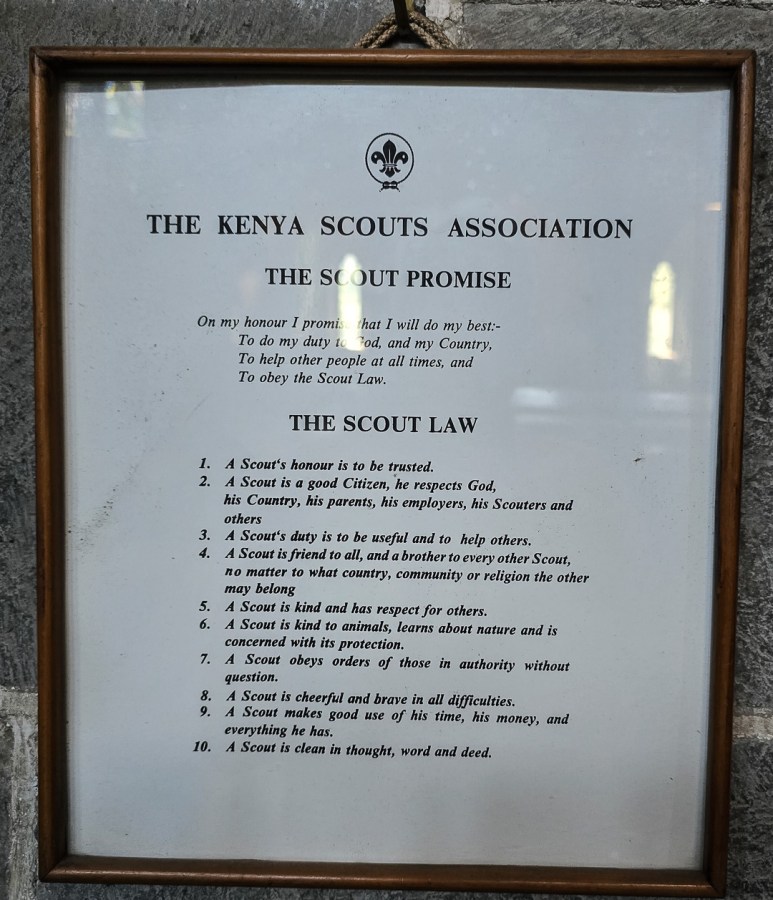 THE KENYA SCOUTS ASSOCIATION
THE SCOUT PROMISE
On my honour I promise that I will do my best:-
To do my duty to God, and my Country,
To help other people at all times, and
To obey the Scout Law.
THE SCOUT LAW
1. A Scout‘s honour is to be trusted.
2. A Scout is a good Citizen, he respects God,
his Country, his parents, his employers, his Scouters and
others
3. A Scout‘s duty is to be useful and to help others.
4. A Scout is friend to all, and a brother to every other Scout,
no matter to what country, community or religion the other
may belong
5. A Scout is kind and has respect for others.
6. A Scout is kind to animals, learns about nature and is
concerned with its protection.
7. A Scout obeys orders of those in authority without
question.
8. A Scout is cheerful and brave in all difficulties.
9. A Scout makes good use of his time, his money, and
everything he has.
10. A Scout is clean in thought, word and deed.